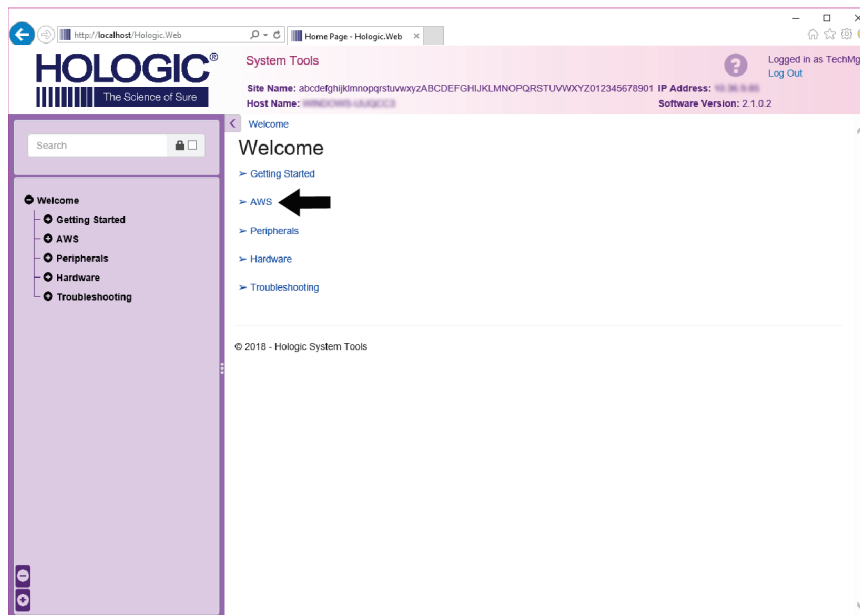 http://localhost/Hologic.Web
Home Page - Hologic.Web
HOLOGIC®
The Science of Sure
System Tools
Logged in as TechMg
Log Out
Site Name: abcdefghijklmnopqrstuvwxyzABCDEFGHIJKLMNOPQRSTUVWXYZ012345678901 IP Address:
Host Name:
Software Version: 2.1.0.2
Search
Welcome
Getting Started
AWS
Peripherals
Hardware
Troubleshooting
Welcome
Welcome
➢ Getting Started
➢ AWS
➢ Peripherals
➢ Hardware
➢ Troubleshooting
© 2018 - Hologic System Tools